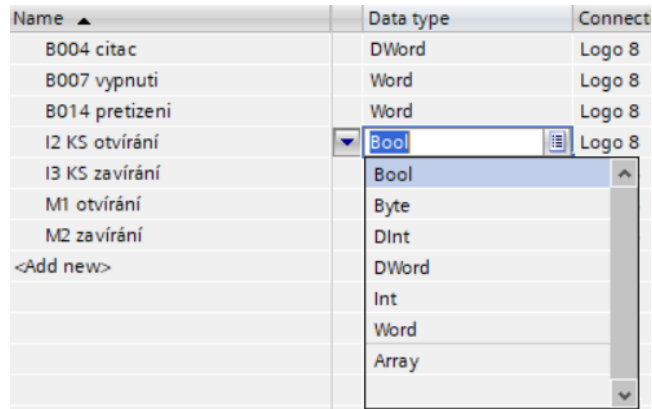 Name Data type Connecti
B004 citac DWord Logo 8
B007 vypnuti Word Logo 8
B014 pretizeni Word Logo 8
I2 KS otvírání Bool Logo 8
I3 KS zavírání Bool
M1 otvírání Byte
M2 zavírání DInt
<Add new> DWord
Int
Word
Array